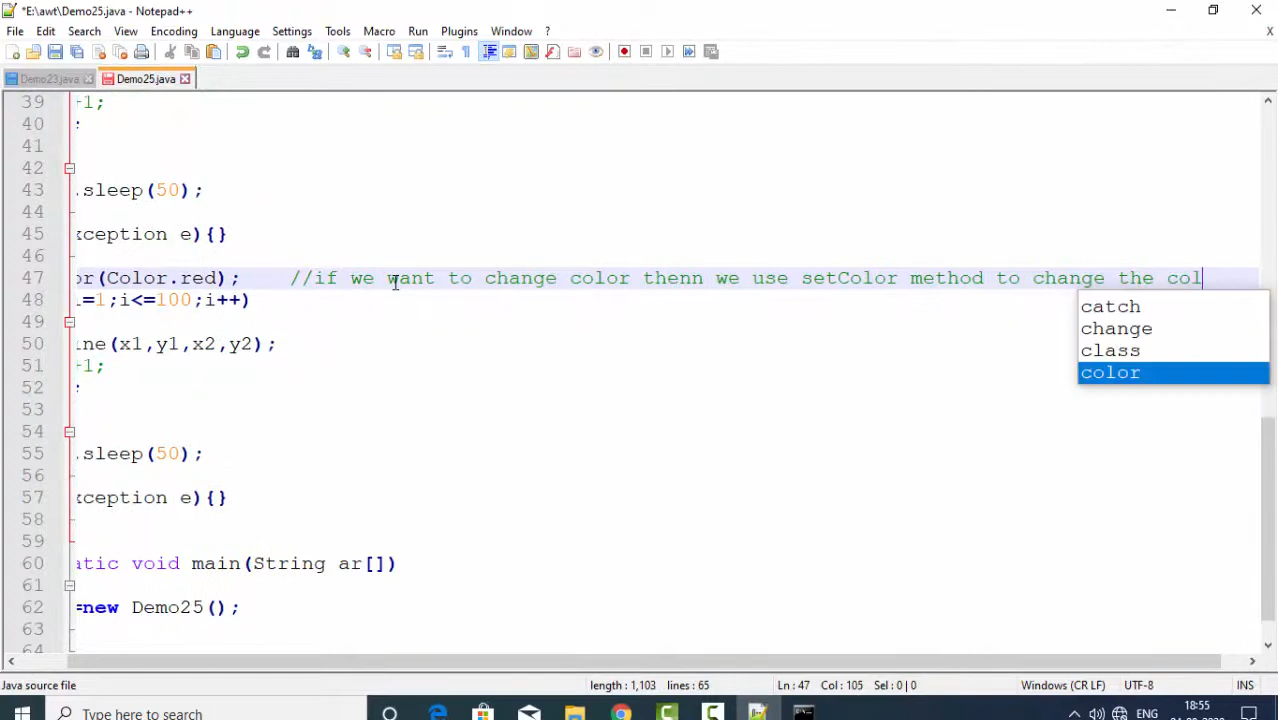 *E:\awt\Demo25.java - Notepad++
File Edit Search View Encoding Language Settings Tools Macro Run Plugins Window ? X
Demo23.java Demo25.java
39 +1;
40 ;
41
42
43 .sleep(50);
44
45 xception e){}
46
47 or(Color.red); //if we want to change color thenn we use setColor method to change the col
48 i=1;i<=100;i++)
catch
49
change
50 ine(x1,y1,x2,y2);
class
51 +1;
color
52 ;
53
54
55 .sleep(50);
56
57 xception e){}
58
59
60 atic void main(String ar[])
61
62 =new Demo25();
63
64
Java source file length : 1,103 lines : 65 Ln : 47 Col : 105 Sel : 0 | 0 Windows (CR LF) UTF-8 INS
Type here to search ENG 18:55